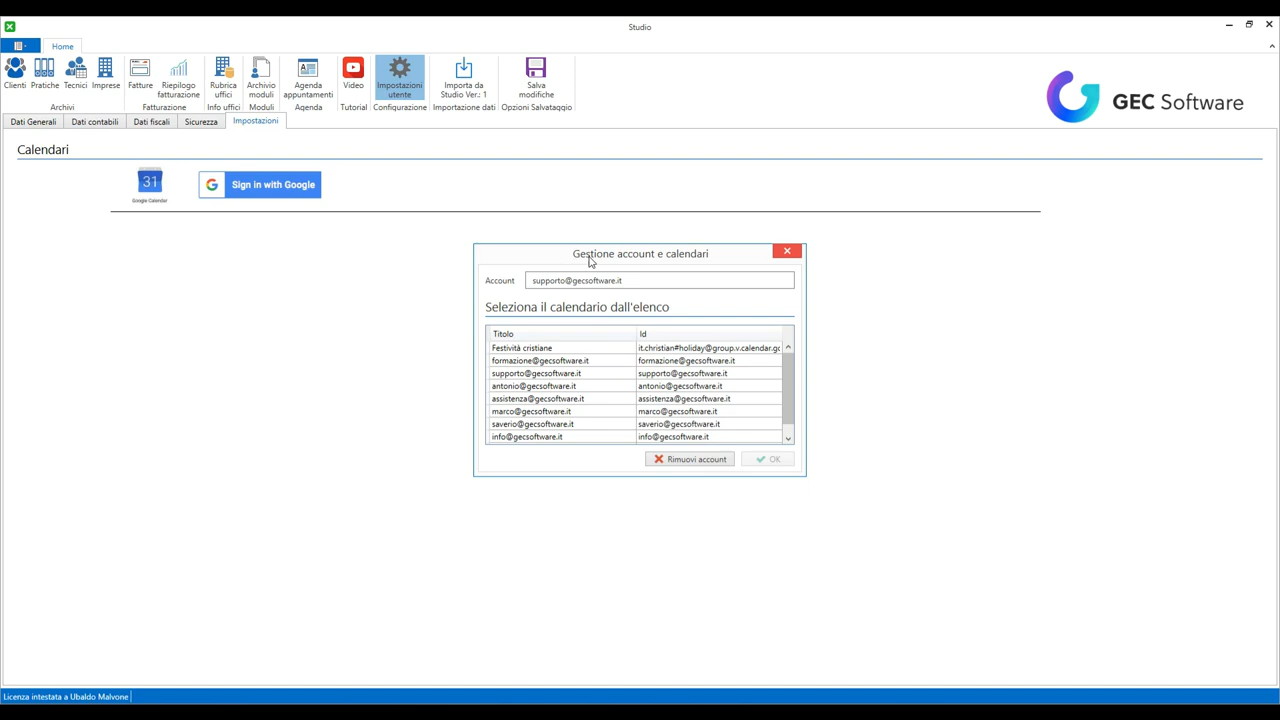 Studio
Home
Clienti Pratiche Tecnici Imprese Fatture Riepilogo fatturazione Rubrica uffici Archivio moduli Agenda appuntamenti Video Impostazioni utente Importa da Studio Ver.: 1 Salva modifiche
Archivi Fatturazione Info uffici Moduli Agenda Tutorial Configurazione Importazione dati Opzioni Salvataggio
GEC Software
Dati Generali Dati contabili Dati fiscali Sicurezza Impostazioni
Calendari
31
Google Calendar
G Sign in with Google
Gestione account e calendari
Account supporto@gecsoftware.it
Seleziona il calendario dall'elenco
Titolo Id
Festività cristiane it.christian#holiday@group.v.calendar.gc
formazione@gecsoftware.it formazione@gecsoftware.it
supporto@gecsoftware.it supporto@gecsoftware.it
antonio@gecsoftware.it antonio@gecsoftware.it
assistenza@gecsoftware.it assistenza@gecsoftware.it
marco@gecsoftware.it marco@gecsoftware.it
saverio@gecsoftware.it saverio@gecsoftware.it
info@gecsoftware.it info@gecsoftware.it
Rimuovi account OK
Licenza intestata a Ubaldo Malvone